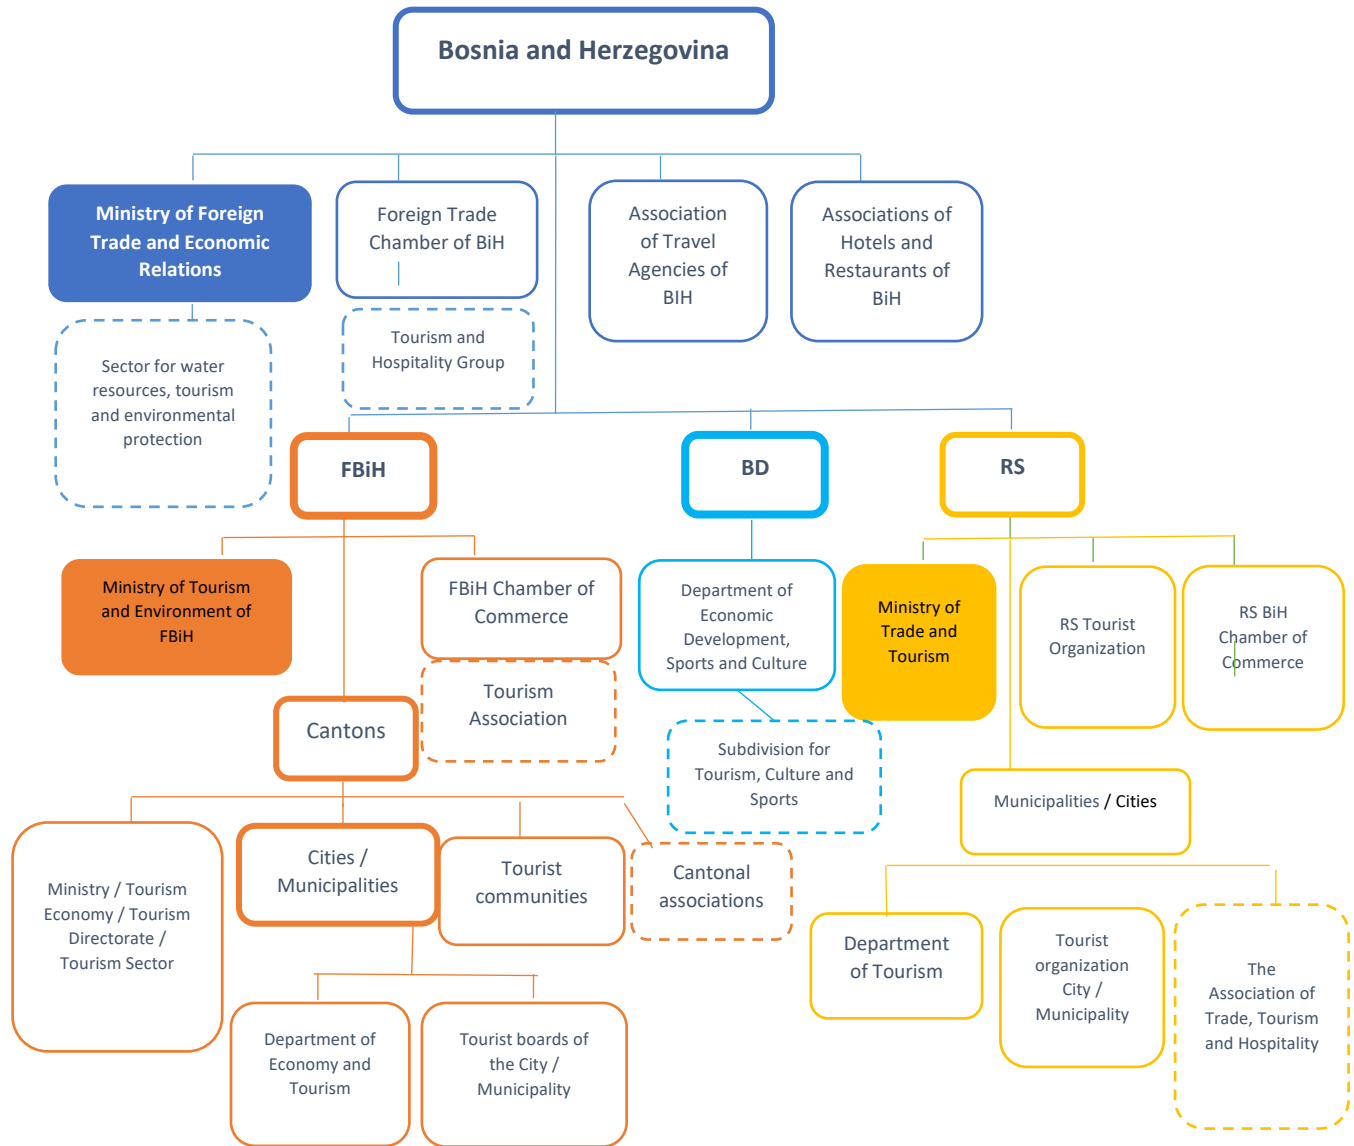 Bosnia and Herzegovina
Ministry of Foreign
Trade and Economic
Relations
Foreign Trade
Chamber of BiH
Association
of Travel
Agencies of
BIH
Associations of
Hotels and
Restaurants of
BiH
Sector for water
resources, tourism
and environmental
protection
Tourism and
Hospitality Group
FBiH
BD
RS
Ministry of Tourism
and Environment of
FBiH
FBiH Chamber of
Commerce
Department of
Economic
Development,
Sports and Culture
Ministry of
Trade and
Tourism
RS Tourist
Organization
RS BiH
Chamber of
Commerce
Tourism
Association
Cantons
Subdivision for
Tourism, Culture and
Sports
Municipalities / Cities
Ministry / Tourism
Economy / Tourism
Directorate /
Tourism Sector
Cities /
Municipalities
Tourist
communities
Cantonal
associations
Department
of Tourism
Tourist
organization
City /
Municipality
The
Association of
Trade, Tourism
and Hospitality
Department of
Economy and
Tourism
Tourist boards of
the City /
Municipality